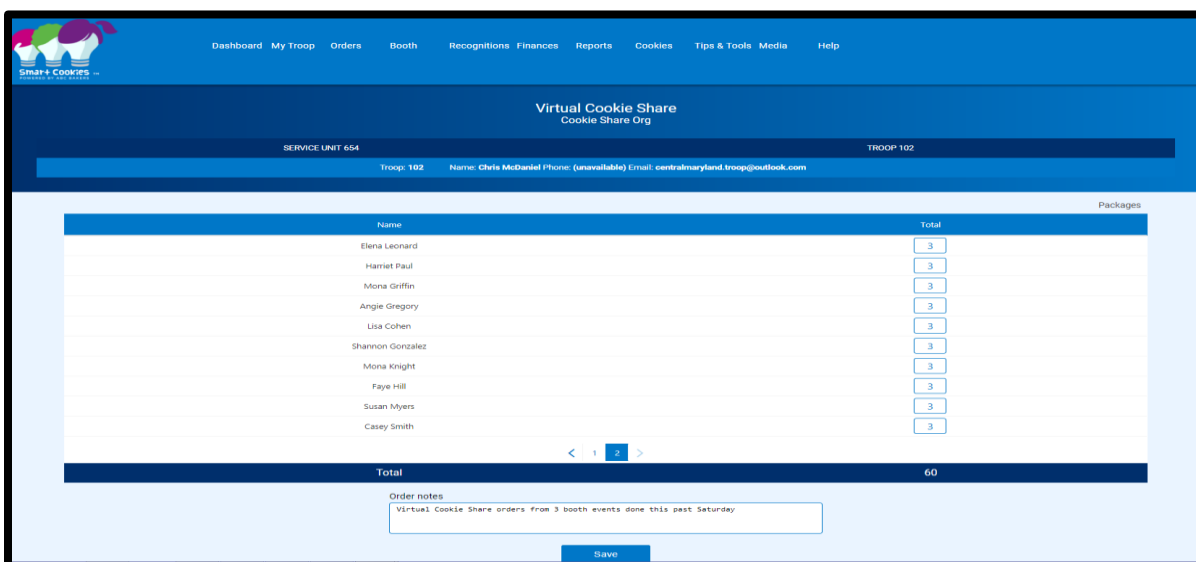 Smart Cookies
POWERED BY ABC BAKERS
Dashboard My Troop Orders Booth Recognitions Finances Reports Cookies Tips & Tools Media Help
Virtual Cookie Share
Cookie Share Org
SERVICE UNIT 654 TROOP 102
Troop: 102 Name: Chris McDaniel Phone: (unavailable) Email: centralmaryland.troop@outlook.com
Packages
Name Total
Elena Leonard 3
Harriet Paul 3
Mona Griffin 3
Angie Gregory 3
Lisa Cohen 3
Shannon Gonzalez 3
Mona Knight 3
Faye Hill 3
Susan Myers 3
Casey Smith 3
< 1 2 >
Total 60
Order notes
Virtual Cookie Share orders from 3 booth events done this past Saturday
Save